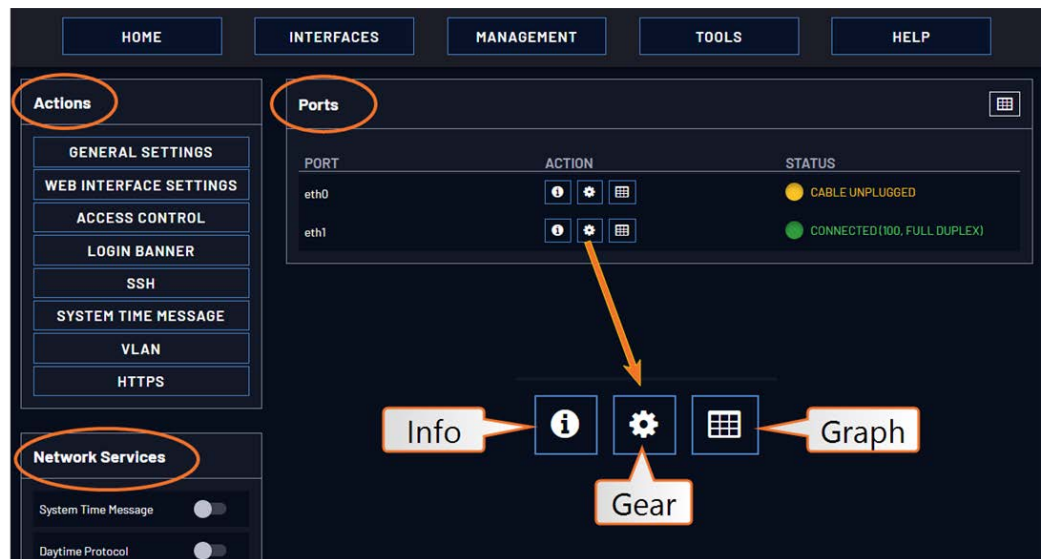 HOME
INTERFACES
MANAGEMENT
TOOLS
HELP
Actions
GENERAL SETTINGS
WEB INTERFACE SETTINGS
ACCESS CONTROL
LOGIN BANNER
SSH
SYSTEM TIME MESSAGE
VLAN
HTTPS
Network Services
System Time Message
Daytime Protocol
Ports
PORT ACTION STATUS
eth0 CABLE UNPLUGGED
eth1 CONNECTED (100, FULL DUPLEX)
Info
Gear
Graph